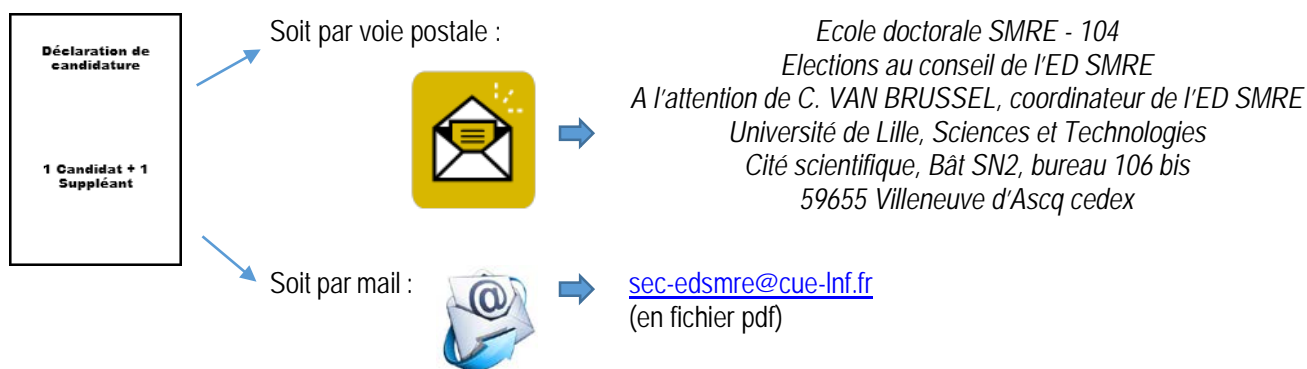 Déclaration de
candidature
1 Candidat + 1
Suppléant
Soit par voie postale :
Ecole doctorale SMRE - 104
Elections au conseil de l'ED SMRE
A l'attention de C. VAN BRUSSEL, coordinateur de l'ED SMRE
Université de Lille, Sciences et Technologies
Cité scientifique, Bât SN2, bureau 106 bis
59655 Villeneuve d'Ascq cedex
Soit par mail :
@
sec-edsmre@cue-lnf.fr
(en fichier pdf)